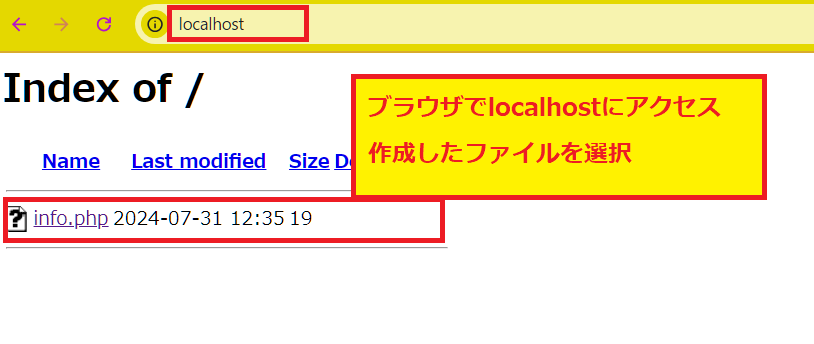 localhost
Index of /
ブラウザでlocalhostにアクセス
作成したファイルを選択
Name Last modified Size
info.php 2024-07-31 12:35 19